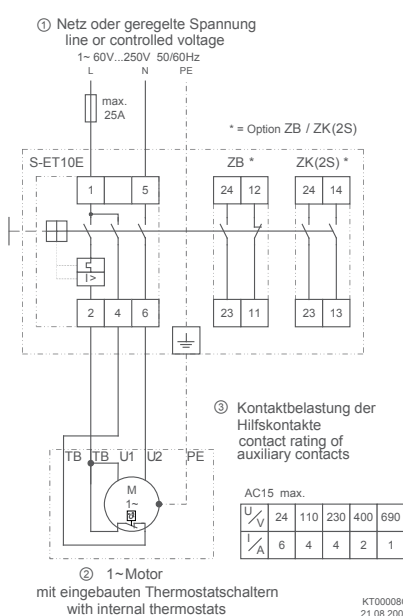 ① Netz oder geregelte Spannung
line or controlled voltage
1~ 60V...250V 50/60Hz
L N PE
max.
25A
* = Option ZB / ZK(2S)
S-ET10E ZB * ZK(2S) *
1 5 24 12 24 14
I>
2 4 6 23 11 23 13
③ Kontaktbelastung der
Hilfskontakte
contact rating of
auxiliary contacts
TB TB U1 U2 PE
M
1~
AC15 max.
U/V 24 110 230 400 690
I/A 6 4 4 2 1
② 1~Motor
mit eingebauten Thermostatschaltern
with internal thermostats